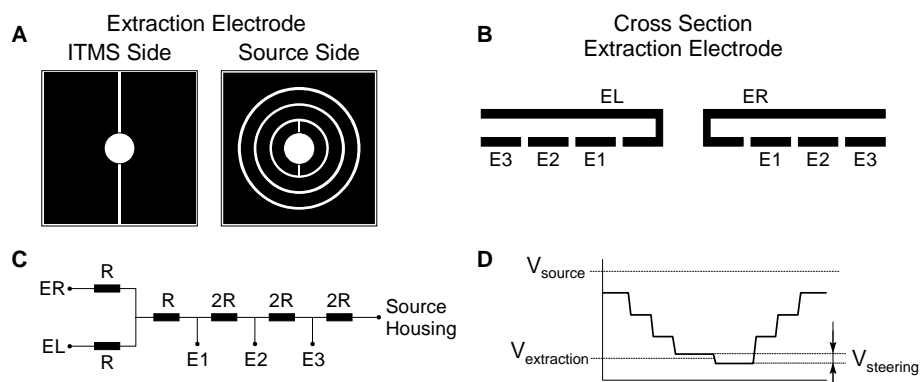 A
Extraction Electrode
ITMS Side
Source Side
B
Cross Section
Extraction Electrode
EL
ER
E3
E2
E1
E1
E2
E3
C
R
ER
R
2R
2R
2R
Source
Housing
EL
R
E1
E2
E3
D
Vsource
Vextraction
Vsteering